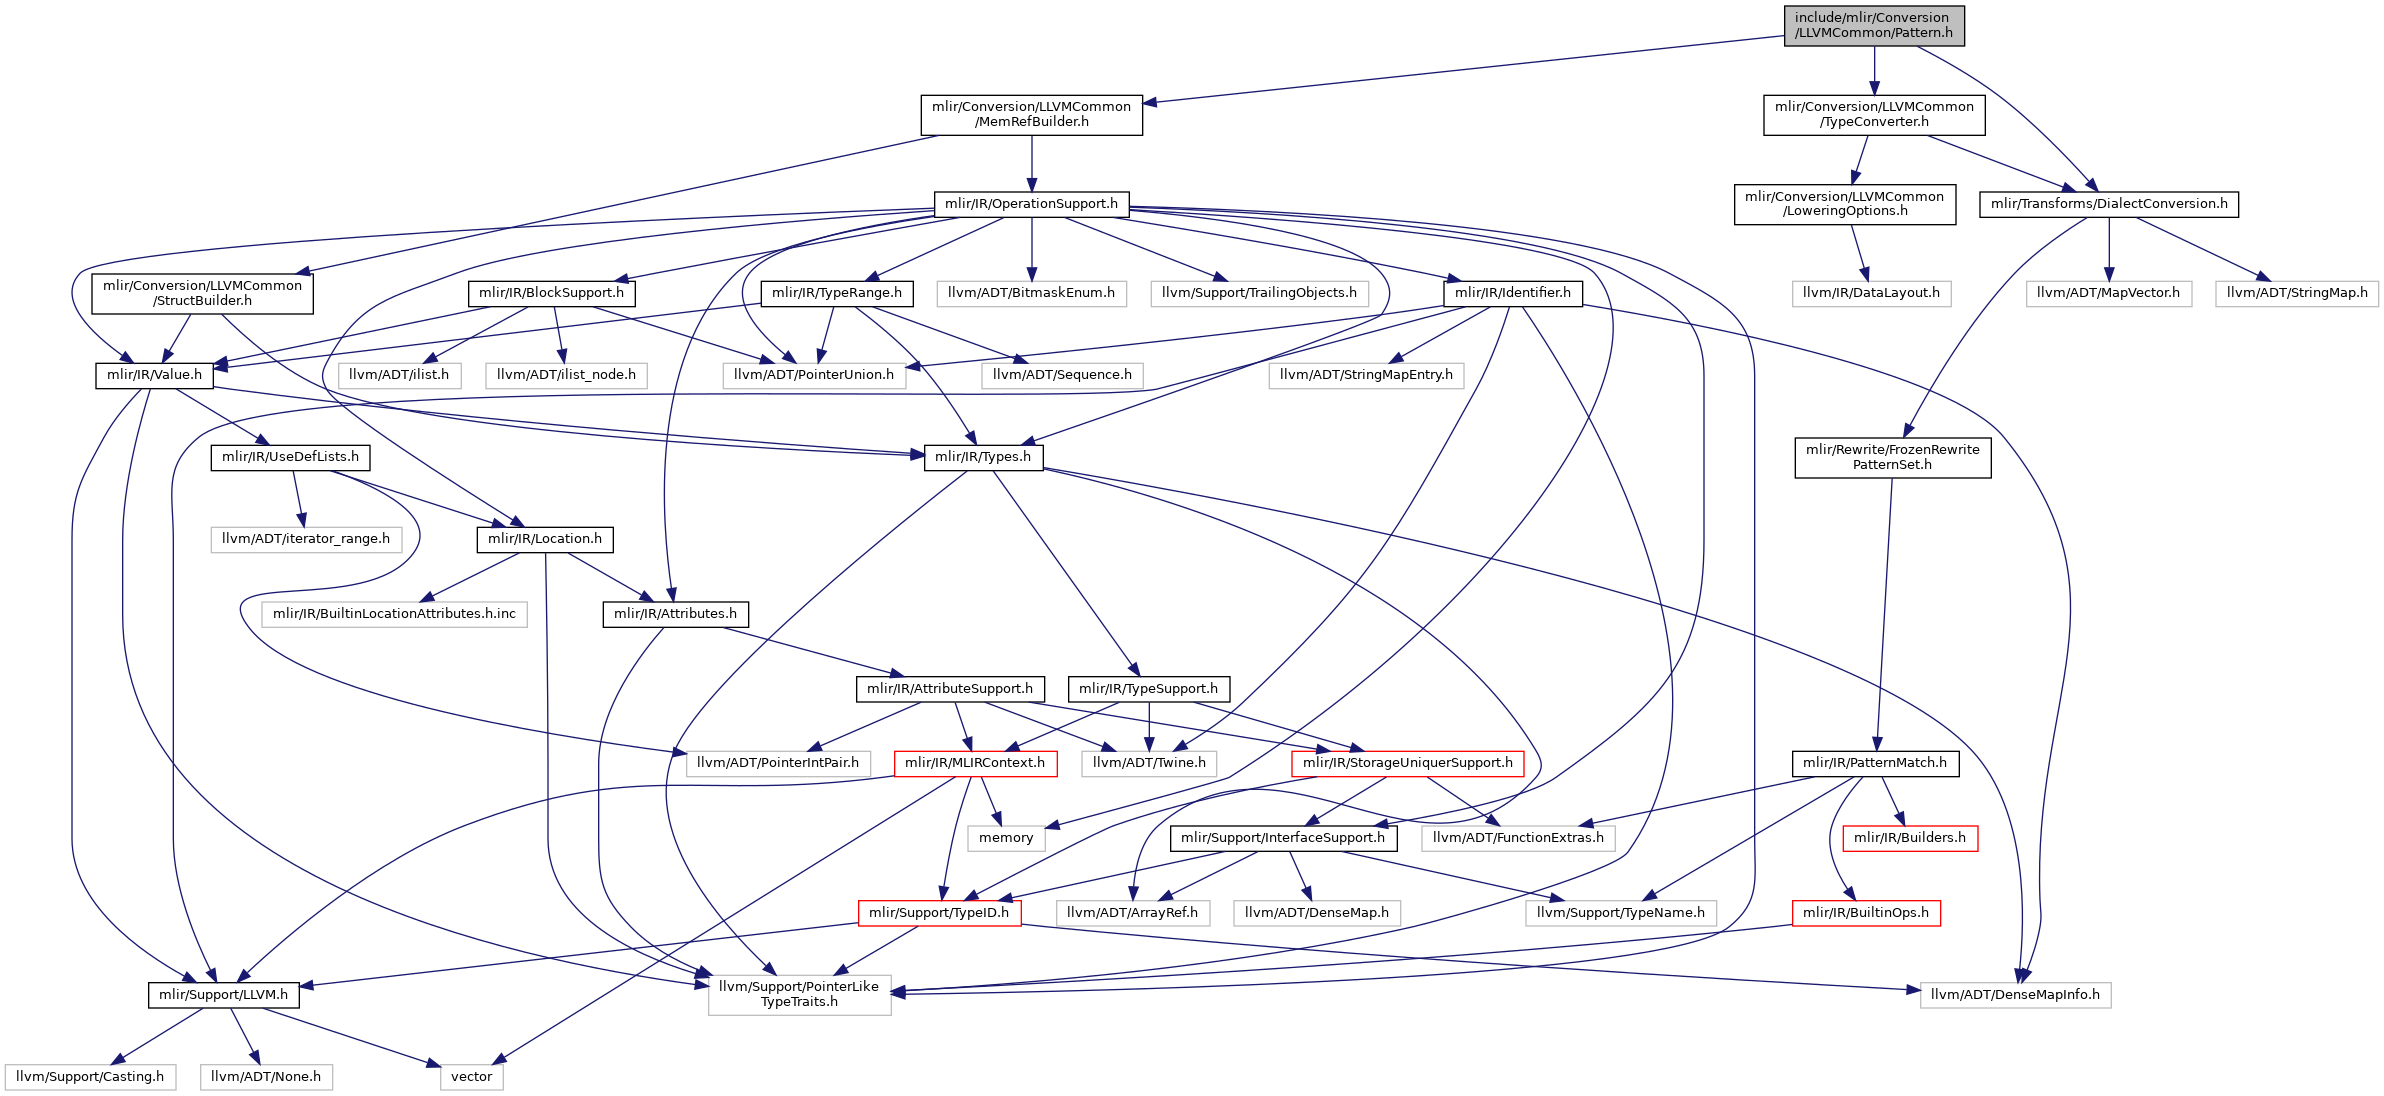 include/mlir/Conversion
/LLVMCommon/Pattern.h
mlir/Conversion/LLVMCommon
/MemRefBuilder.h
mlir/Conversion/LLVMCommon
/TypeConverter.h
mlir/IR/OperationSupport.h
mlir/Conversion/LLVMCommon
/LoweringOptions.h
mlir/Transforms/DialectConversion.h
mlir/Conversion/LLVMCommon
/StructBuilder.h
mlir/IR/BlockSupport.h
mlir/IR/TypeRange.h
llvm/ADT/BitmaskEnum.h
llvm/Support/TrailingObjects.h
mlir/IR/Identifier.h
llvm/IR/DataLayout.h
llvm/ADT/MapVector.h
llvm/ADT/StringMap.h
mlir/IR/Value.h
llvm/ADT/ilist.h
llvm/ADT/ilist_node.h
llvm/ADT/PointerUnion.h
llvm/ADT/Sequence.h
llvm/ADT/StringMapEntry.h
mlir/IR/UseDefLists.h
mlir/IR/Types.h
mlir/Rewrite/FrozenRewrite
PatternSet.h
llvm/ADT/iterator_range.h
mlir/IR/Location.h
mlir/IR/BuiltinLocationAttributes.h.inc
mlir/IR/Attributes.h
mlir/IR/AttributeSupport.h
mlir/IR/TypeSupport.h
llvm/ADT/PointerIntPair.h
mlir/IR/MLIRContext.h
llvm/ADT/Twine.h
mlir/IR/StorageUniquerSupport.h
mlir/IR/PatternMatch.h
memory
mlir/Support/InterfaceSupport.h
llvm/ADT/FunctionExtras.h
mlir/IR/Builders.h
mlir/Support/TypeID.h
llvm/ADT/ArrayRef.h
llvm/ADT/DenseMap.h
llvm/Support/TypeName.h
mlir/IR/BuiltinOps.h
mlir/Support/LLVM.h
llvm/Support/PointerLike
TypeTraits.h
llvm/ADT/DenseMapInfo.h
llvm/Support/Casting.h
llvm/ADT/None.h
vector